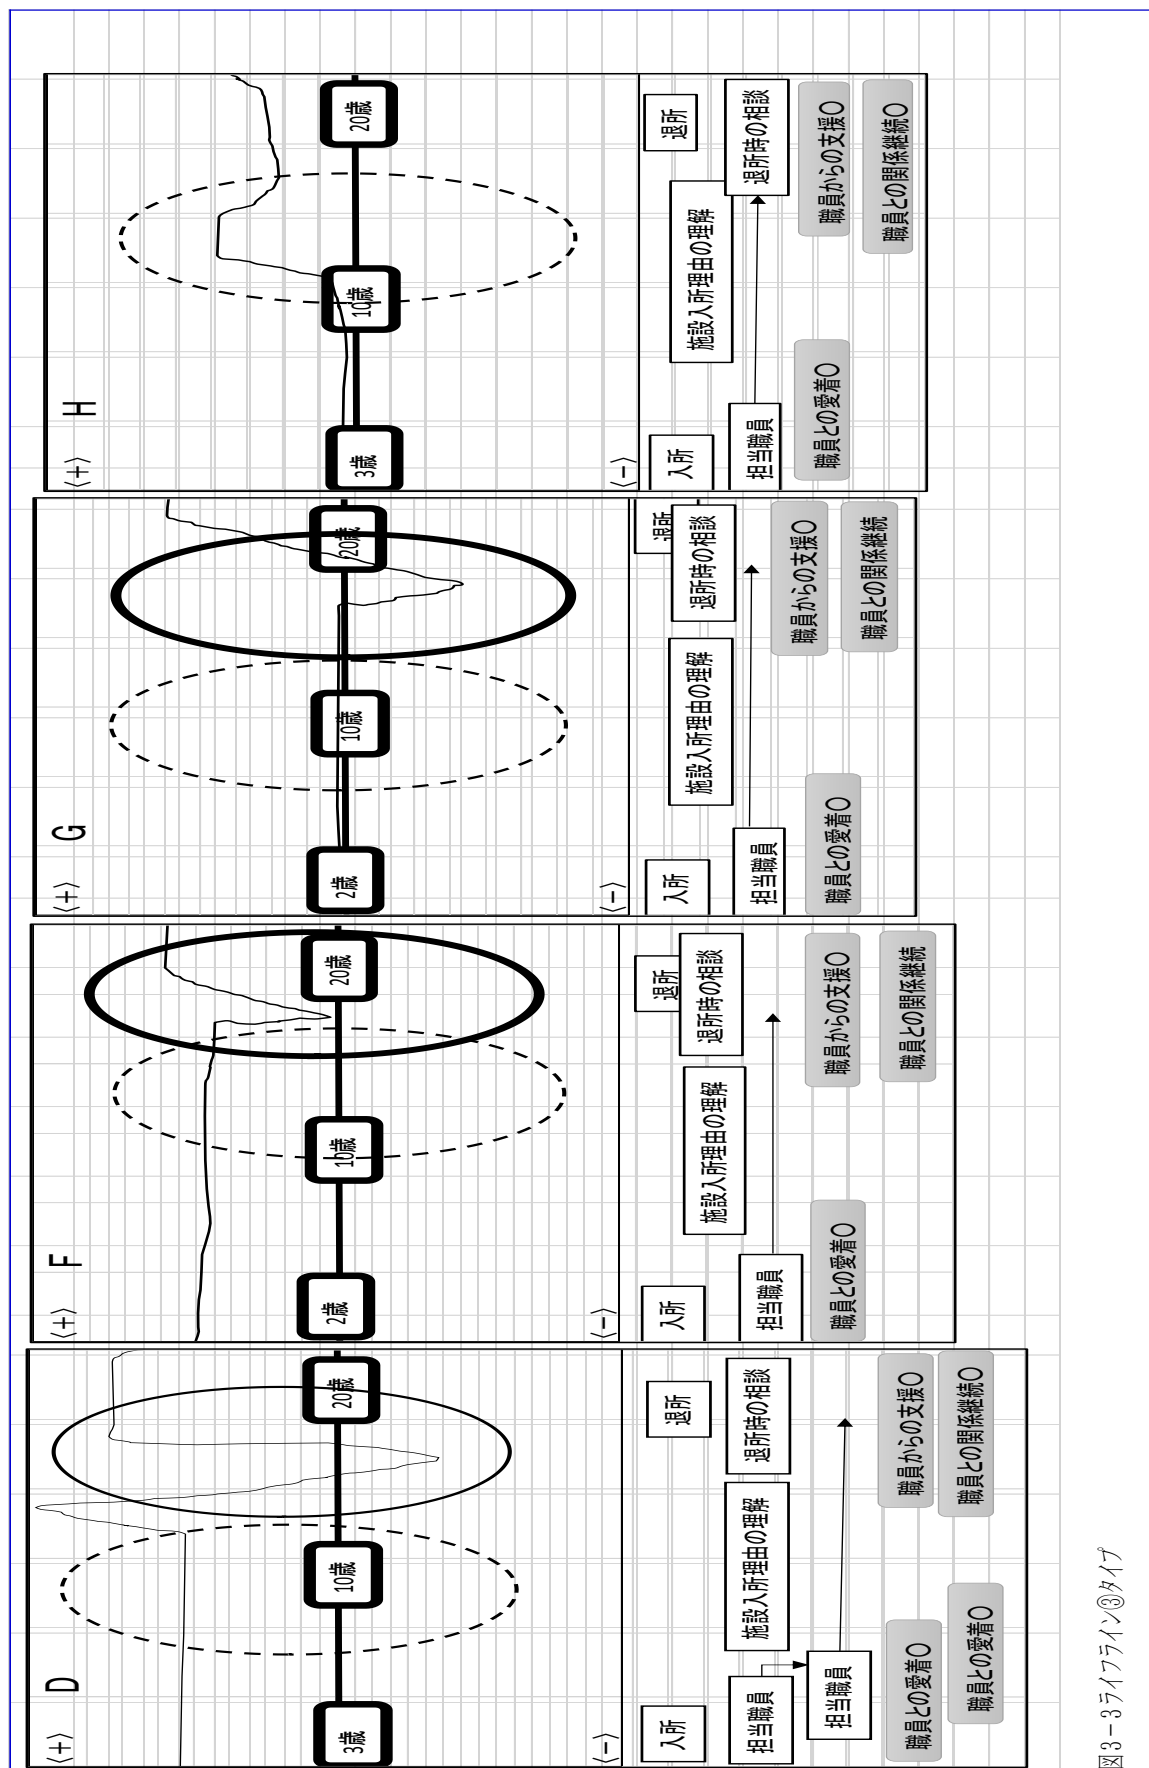 D
(+)
(-)
3歳
10歳
20歳
入所
退所
担当職員
担当職員
施設入所理由の理解
退所時の相談
職員との愛着〇
職員との愛着〇
職員からの支援〇
職員との関係継続〇
F
(+)
(-)
2歳
10歳
20歳
入所
退所
担当職員
施設入所理由の理解
退所時の相談
職員との愛着〇
職員からの支援〇
職員との関係継続
G
(+)
(-)
2歳
10歳
20歳
入所
退所
担当職員
施設入所理由の理解
退所時の相談
職員との愛着〇
職員からの支援〇
職員との関係継続
H
(+)
(-)
3歳
10歳
20歳
入所
退所
担当職員
施設入所理由の理解
退所時の相談
職員との愛着〇
職員からの支援〇
職員との関係継続〇
図3-3ライフライン③タイプ